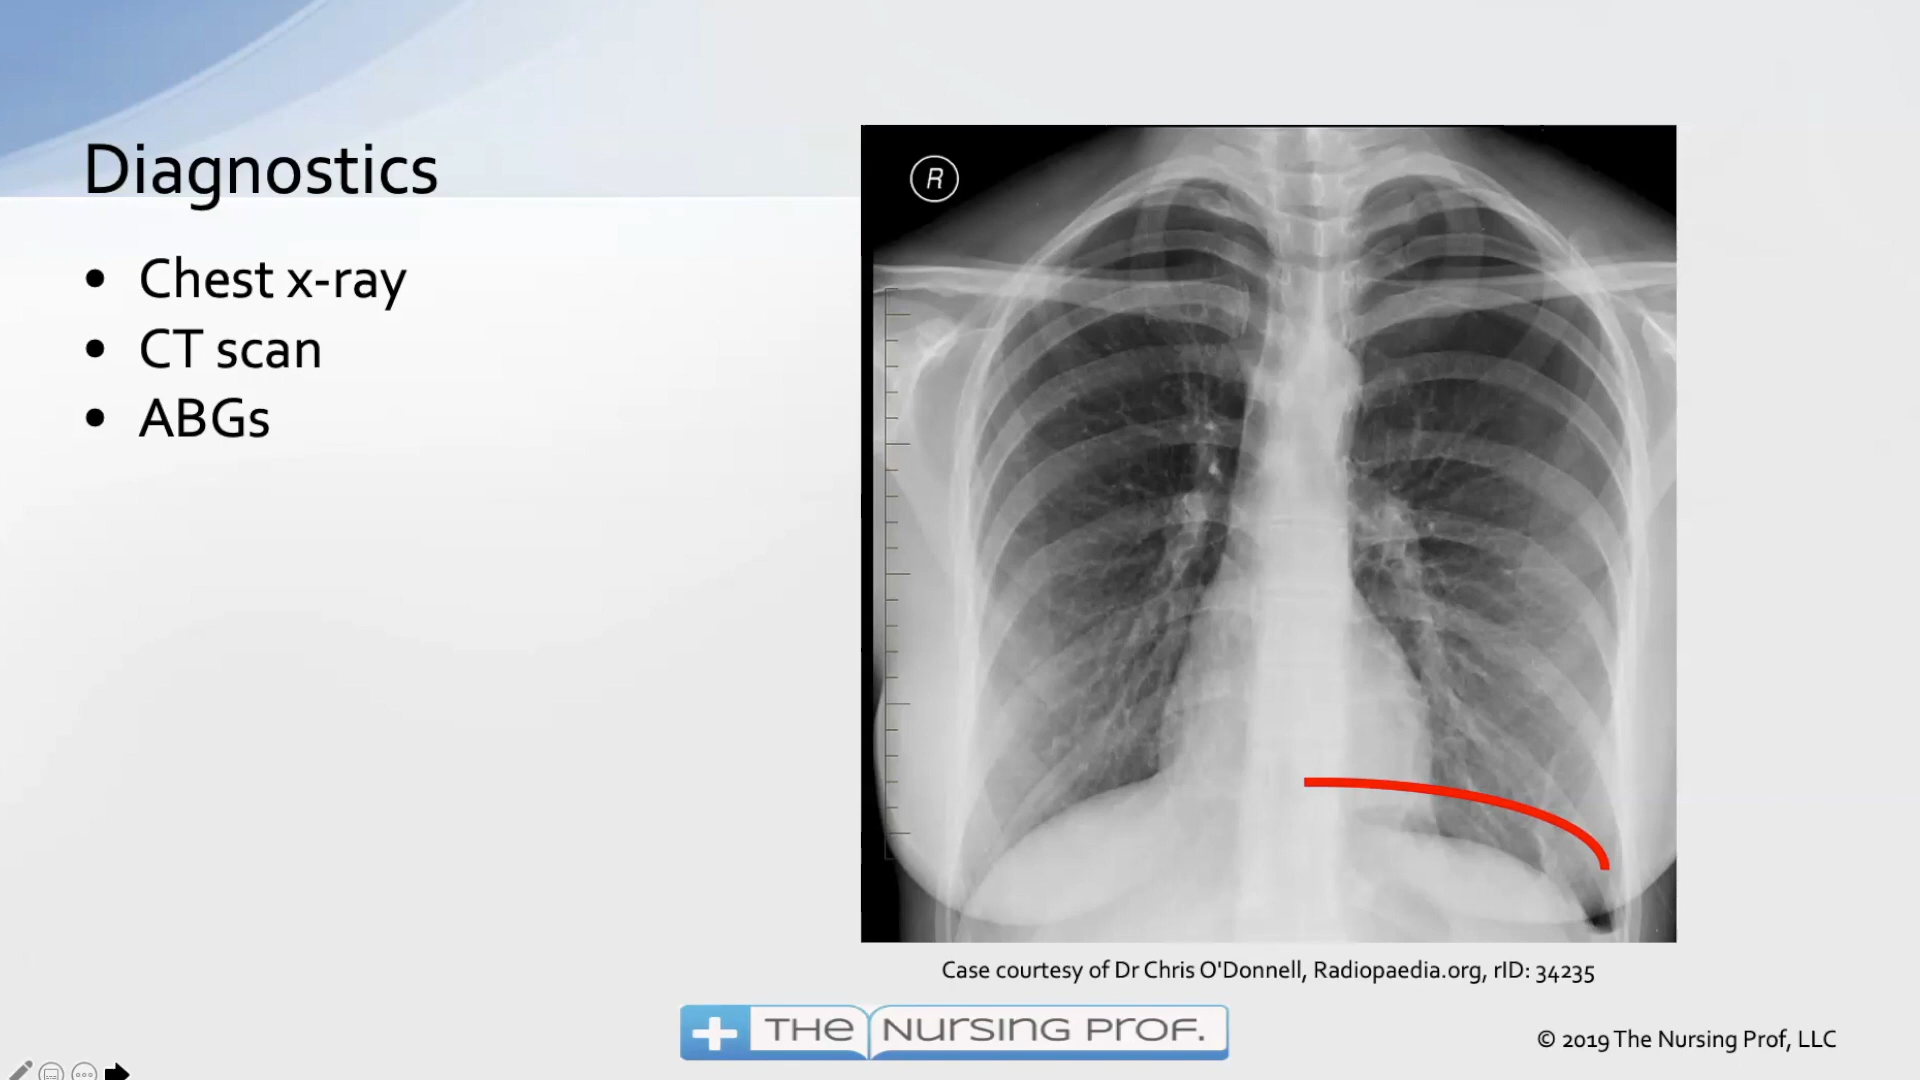 Diagnostics
• Chest x-ray
• CT scan
• ABGs
R
Case courtesy of Dr Chris O'Donnell, Radiopaedia.org, rID: 34235
THE NURSING PROF.
© 2019 The Nursing Prof, LLC